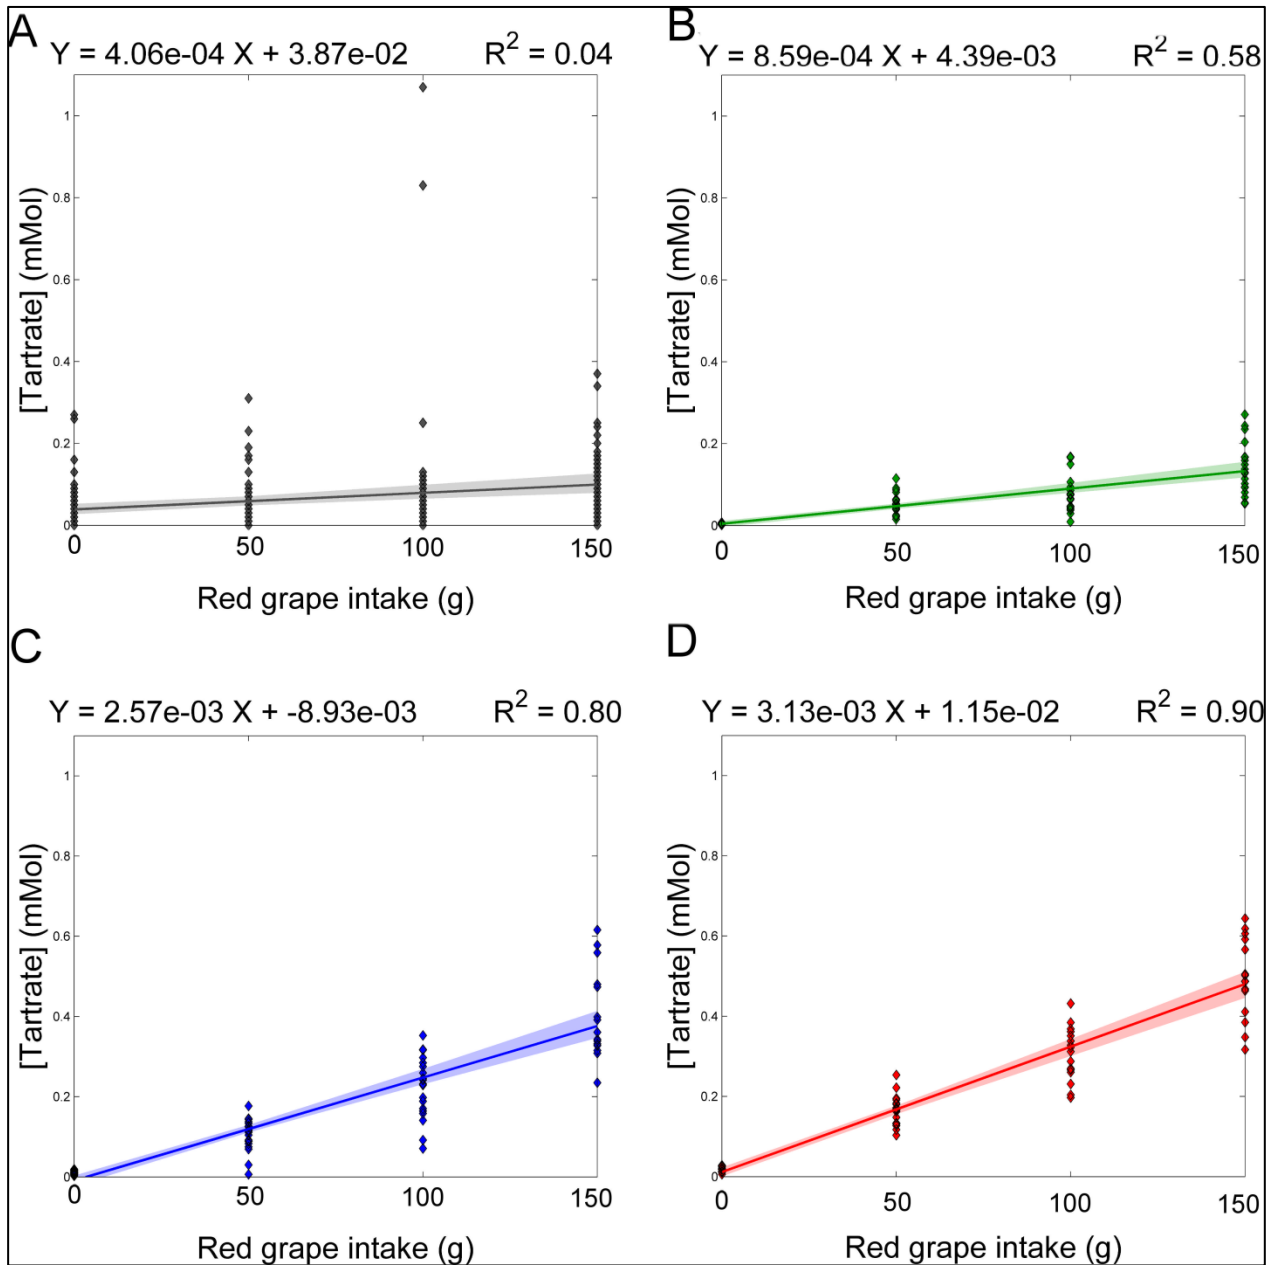 A
Y = 4.06e-04 X + 3.87e-02 R² = 0.04
1
0.8
0.6
0.4
0.2
0
[Tartrate] (mMol)
0 50 100 150
Red grape intake (g)
B
Y = 8.59e-04 X + 4.39e-03 R² = 0.58
1
0.8
0.6
0.4
0.2
0
[Tartrate] (mMol)
0 50 100 150
Red grape intake (g)
C
Y = 2.57e-03 X + -8.93e-03 R² = 0.80
1
0.8
0.6
0.4
0.2
0
[Tartrate] (mMol)
0 50 100 150
Red grape intake (g)
D
Y = 3.13e-03 X + 1.15e-02 R² = 0.90
1
0.8
0.6
0.4
0.2
0
[Tartrate] (mMol)
0 50 100 150
Red grape intake (g)